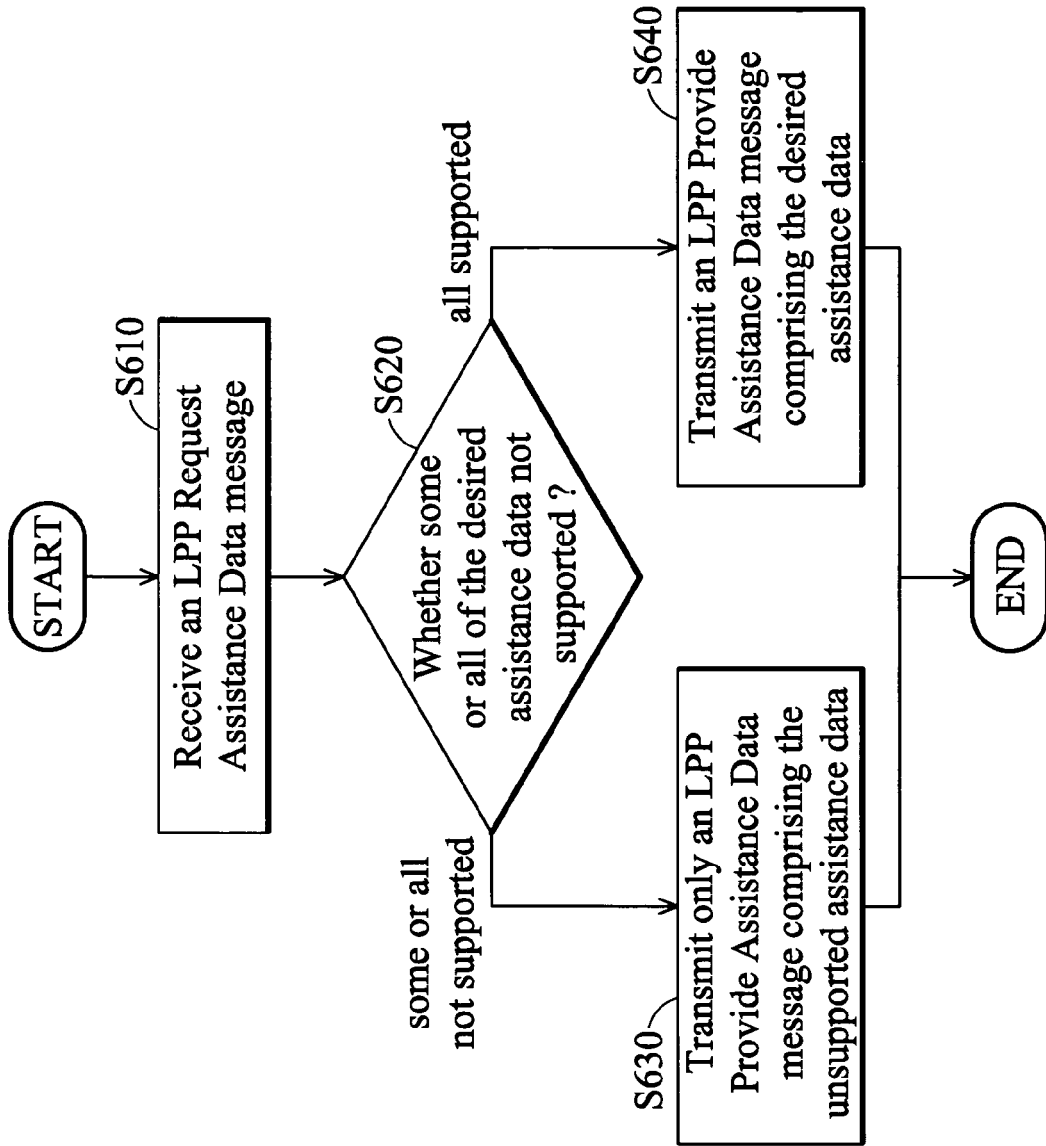 START
S610
Receive an LPP Request
Assistance Data message
S620
Whether some
or all of the desired
assistance data not
supported ?
some or all
not supported
all supported
S630
Transmit only an LPP
Provide Assistance Data
message comprising the
unsupported assistance data
S640
Transmit an LPP Provide
Assistance Data message
comprising the desired
assistance data
END